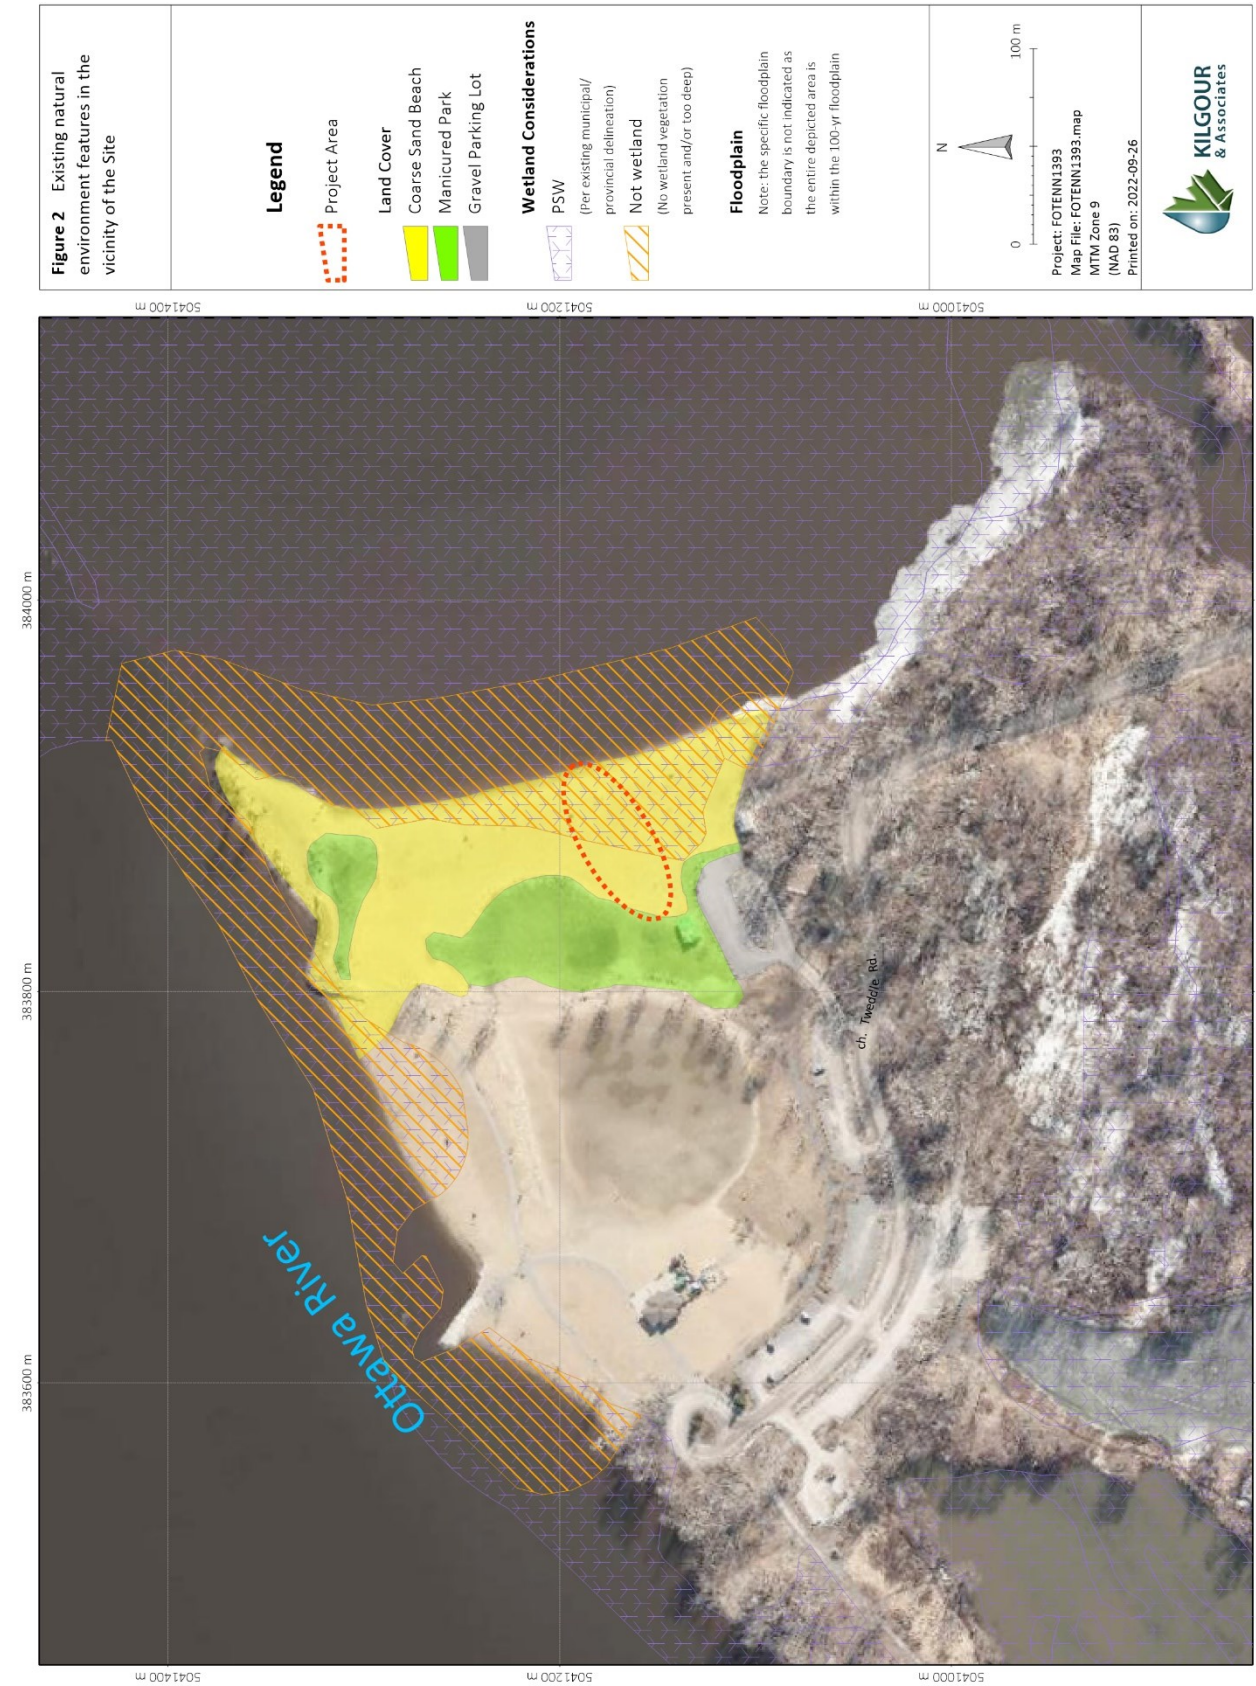 Figure 2 Existing natural
environment features in the
vicinity of the Site
Legend
Project Area
Land Cover
Coarse Sand Beach
Manicured Park
Gravel Parking Lot
Wetland Considerations
PSW
(Per existing municipal/
provincial delineation)
Not wetland
(No wetland vegetation
present and/or too deep)
Floodplain
Note: the specific floodplain
boundary is not indicated as
the entire depicted area is
within the 100-yr floodplain
N
0 100 m
Project: FOTENN1393
Map File: FOTENN1393.map
MTM Zone 9
(NAD 83)
Printed on: 2022-09-26
KILGOUR
& Associates
383600 m 383800 m 384000 m
5041400 m
5041200 m
5041000 m
5041400 m
5041200 m
5041000 m
Ottawa River
ch. Tweddle Rd.